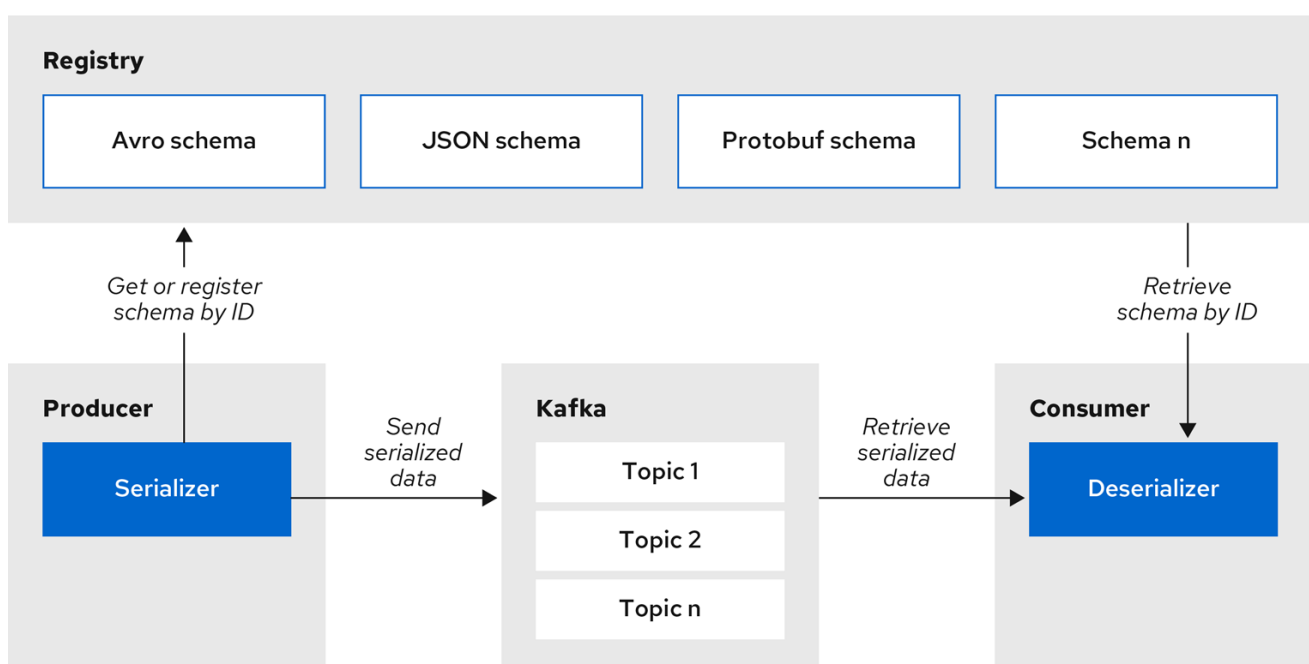 Registry
Avro schema
JSON schema
Protobuf schema
Schema n
Get or register
schema by ID
Retrieve
schema by ID
Producer
Serializer
Send
serialized
data
Kafka
Topic 1
Topic 2
Topic n
Retrieve
serialized
data
Consumer
Deserializer